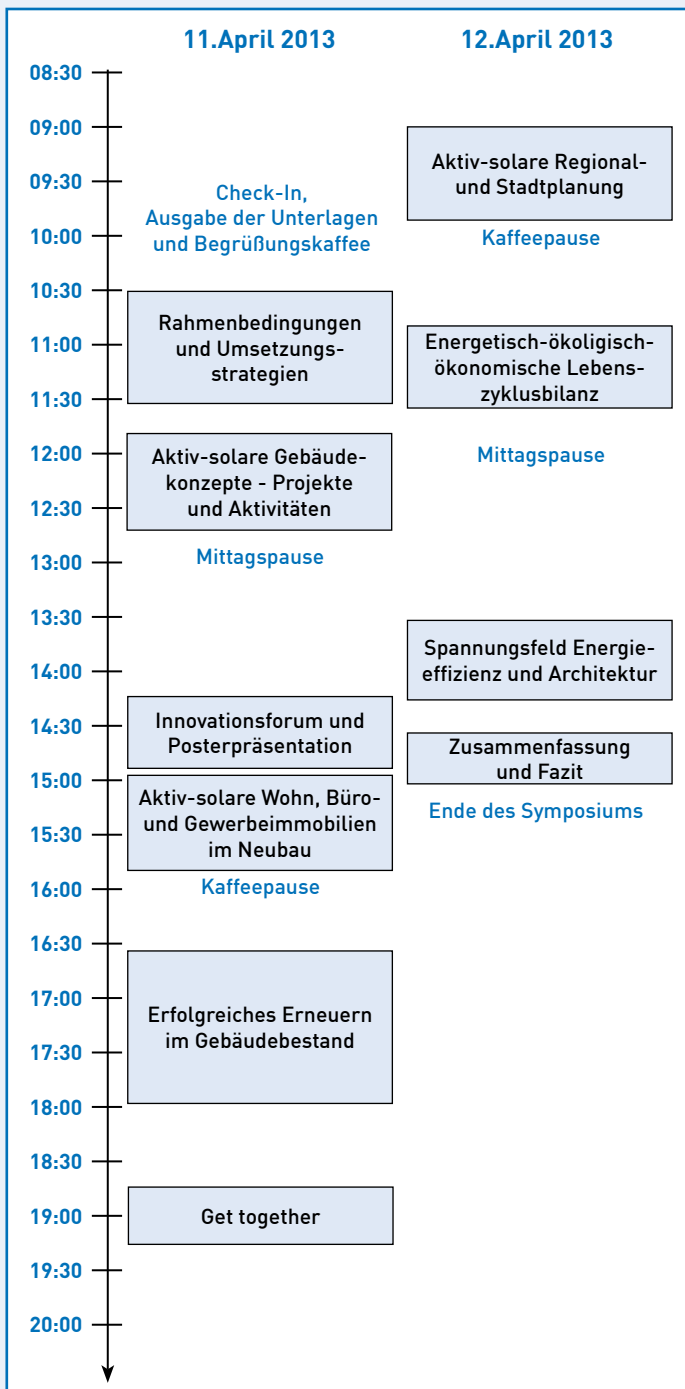 11.April 2013
12.April 2013
08:30
09:00
09:30
10:00
10:30
11:00
11:30
12:00
12:30
13:00
13:30
14:00
14:30
15:00
15:30
16:00
16:30
17:00
17:30
18:00
18:30
19:00
19:30
20:00
Check-In,
Ausgabe der Unterlagen
und Begrüßungskaffee
Rahmenbedingungen
und Umsetzungs-
strategien
Aktiv-solare Gebäude-
konzepte - Projekte
und Aktivitäten
Mittagspause
Innovationsforum und
Posterpräsentation
Aktiv-solare Wohn, Büro-
und Gewerbeimmobilien
im Neubau
Kaffeepause
Erfolgreiches Erneuern
im Gebäudebestand
Get together
Aktiv-solare Regional-
und Stadtplanung
Kaffeepause
Energetisch-ökoligisch-
ökonomische Lebens-
zyklusbilanz
Mittagspause
Spannungsfeld Energie-
effizienz und Architektur
Zusammenfassung
und Fazit
Ende des Symposiums